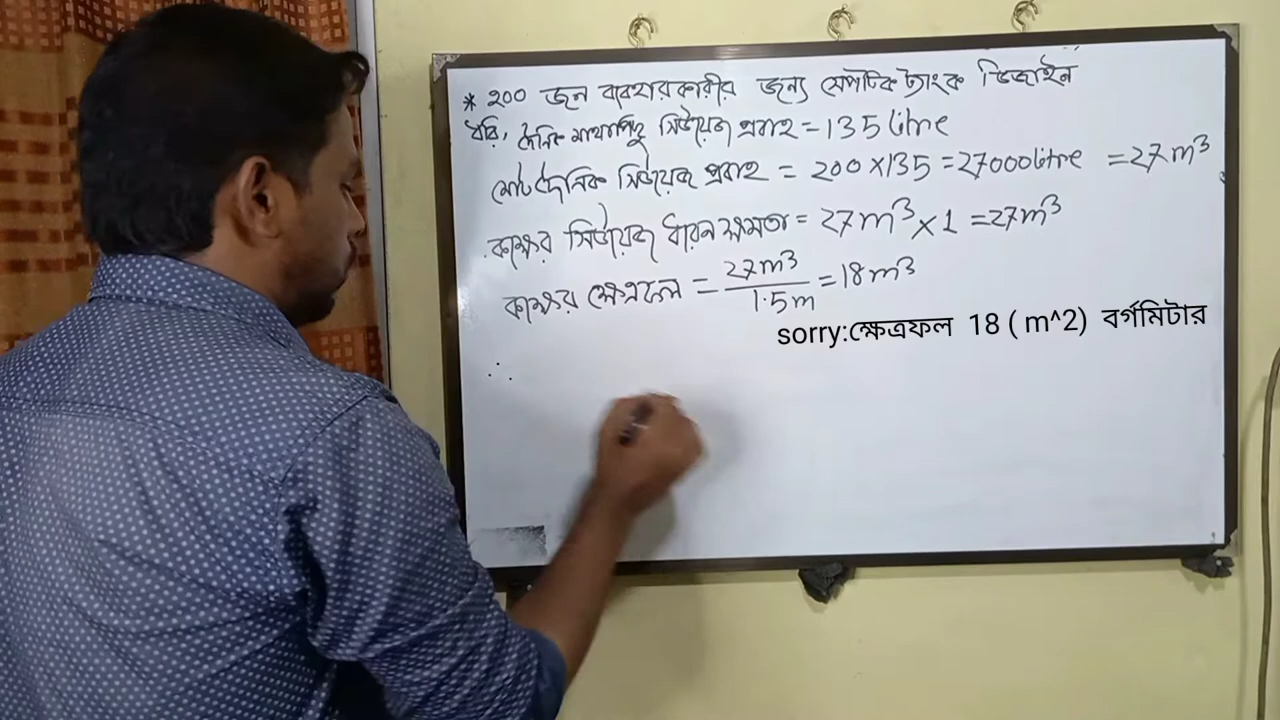 * ২০০ জন ব্যবহারকারীর জন্য সেপটিক ট্যাংক ডিজাইন
ধরি, দৈনিক মাথাপিছু সিউয়েজ প্রবাহ = 135 litre
মোট দৈনিক সিউয়েজ প্রবাহ = 200 × 135 = 27000 litre = 27 m³
কক্ষের সিউয়েজ ধারন ক্ষমতা = 27 m³ × 1 = 27 m³
কক্ষের ক্ষেত্রফল = 27 m³ / 1.5 m = 18 m³
sorry:ক্ষেত্রফল 18 ( m^2) বর্গমিটার
∴